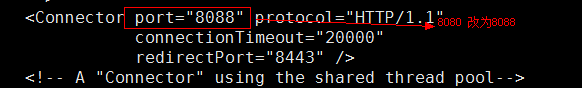 <Connector port="8088" protocol="HTTP/1.1" 8080 改为8088
connectionTimeout="20000"
redirectPort="8443" />
<!-- A "Connector" using the shared thread pool-->